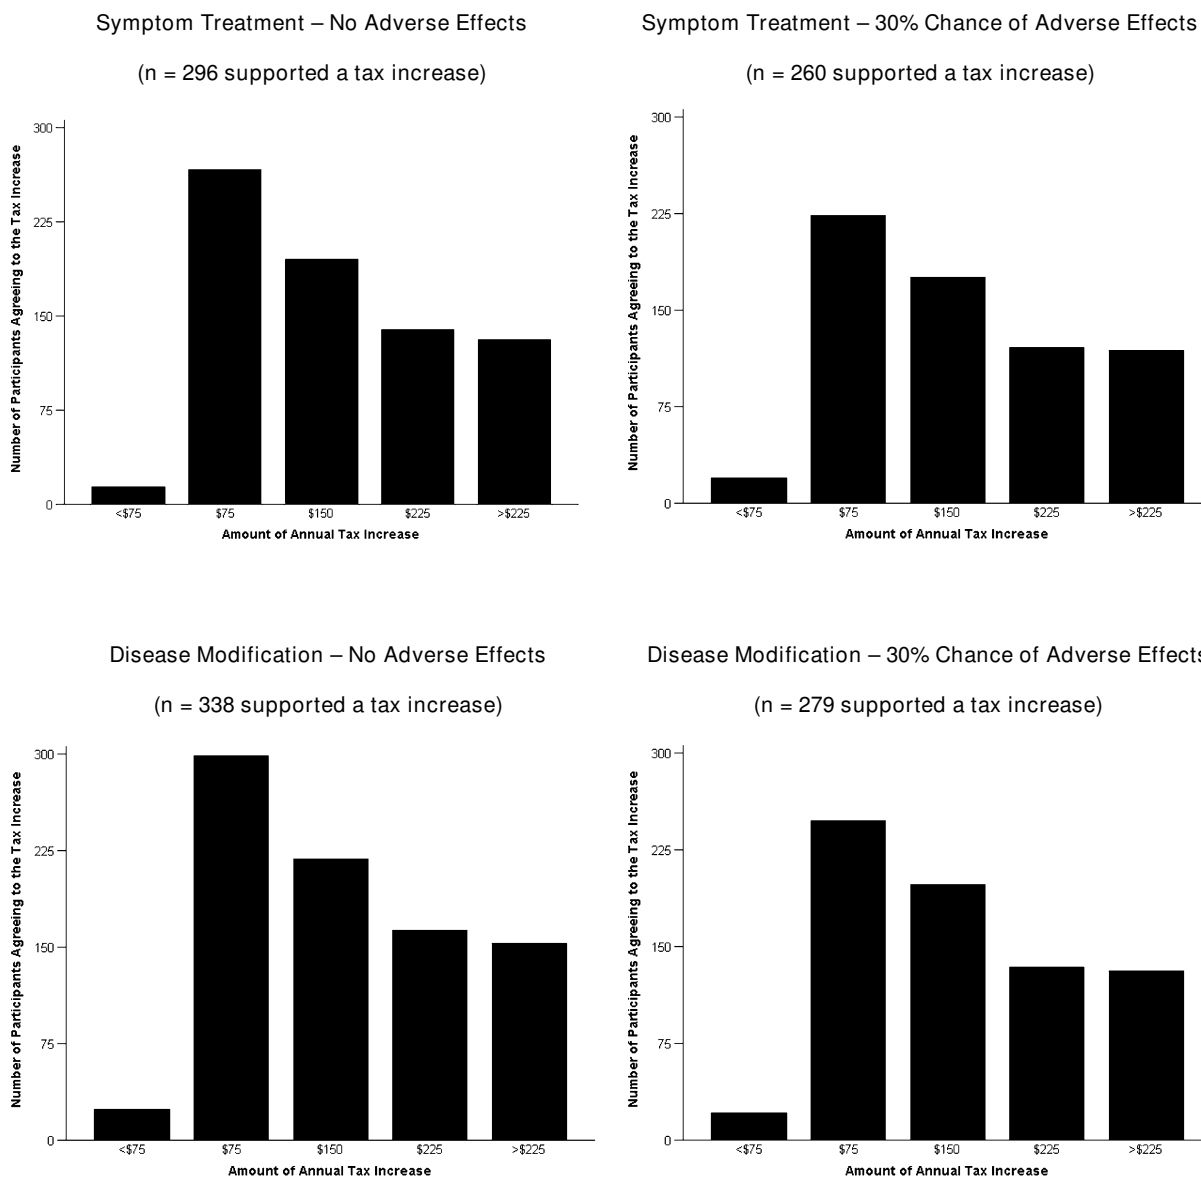 Symptom Treatment – No Adverse Effects
(n = 296 supported a tax increase)
Number of Participants Agreeing to the Tax Increase
300
225
150
75
0
<$75 $75 $150 $225 >$225
Amount of Annual Tax Increase
Symptom Treatment – 30% Chance of Adverse Effects
(n = 260 supported a tax increase)
Number of Participants Agreeing to the Tax Increase
300
225
150
75
0
<$75 $75 $150 $225 >$225
Amount of Annual Tax Increase
Disease Modification – No Adverse Effects
(n = 338 supported a tax increase)
Number of Participants Agreeing to the Tax Increase
300
225
150
75
0
<$75 $75 $150 $225 >$225
Amount of Annual Tax Increase
Disease Modification – 30% Chance of Adverse Effects
(n = 279 supported a tax increase)
Number of Participants Agreeing to the Tax Increase
300
225
150
75
0
<$75 $75 $150 $225 >$225
Amount of Annual Tax Increase